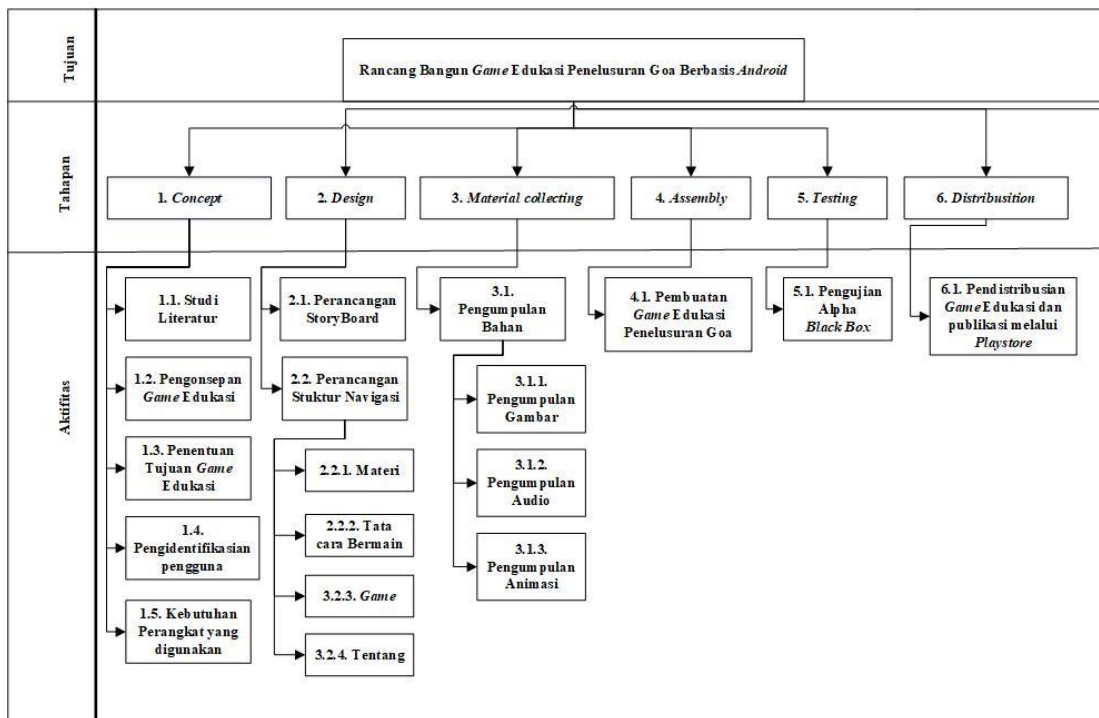 Tujuan
Rancang Bangun Game Edukasi Penelusuran Goa Berbasis Android
Tahapan
1. Concept
2. Design
3. Material collecting
4. Assembly
5. Testing
6. Distribusition
Aktifitas
1.1. Studi
Literatur
1.2. Pengonsepan
Game Edukasi
1.3. Penentuan
Tujuan Game
Edukasi
1.4.
Pengidentifikasian
pengguna
1.5. Kebutuhan
Perangkat yang
digunakan
2.1. Perancangan
StoryBoard
2.2. Perancangan
Stuktur Navigasi
2.2.1. Materi
2.2.2. Tata
cara Bermain
3.2.3. Game
3.2.4. Tentang
3.1.
Pengumpulan
Bahan
3.1.1.
Pengumpulan
Gambar
3.1.2.
Pengumpulan
Audio
3.1.3.
Pengumpulan
Animasi
4.1. Pembuatan
Game Edukasi
Penelusuran Goa
5.1. Pengujian
Alpha
Black Box
6.1. Pendistribusian
Game Edukasi dan
publikasi melalui
Playstore